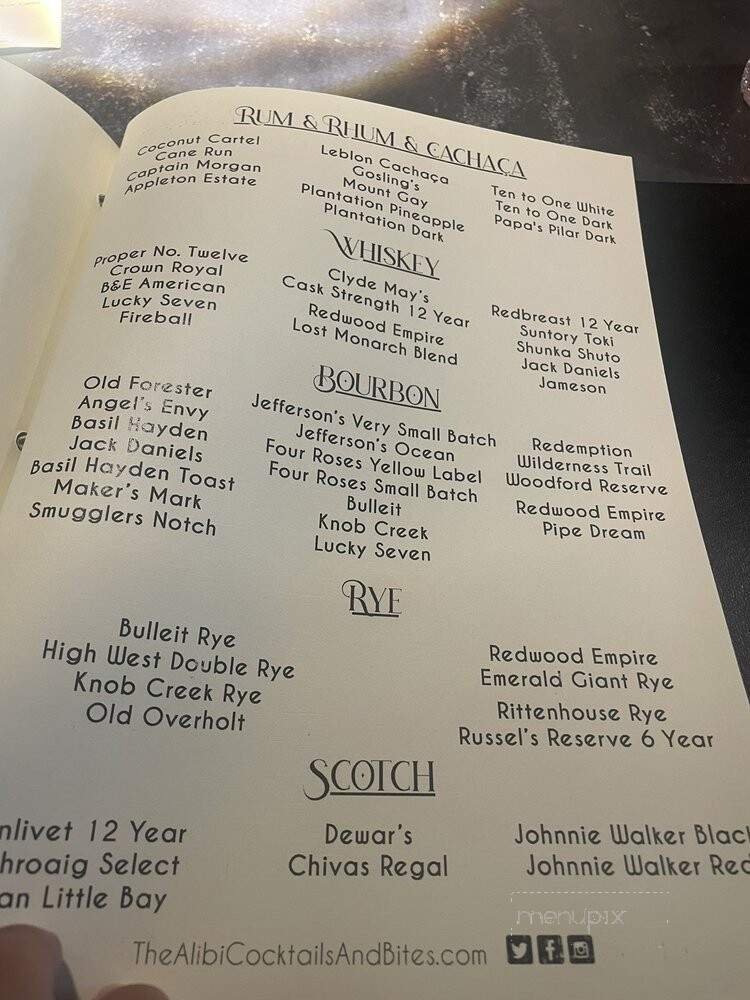 RUM & RHUM & CACHAÇA
Coconut Cartel
Cane Run
Captain Morgan
Appleton Estate
Leblon Cachaça
Gosling's
Mount Gay
Plantation Pineapple
Plantation Dark
Ten to One White
Ten to One Dark
Papa's Pilar Dark
WHISKEY
Proper No. Twelve
Crown Royal
B&E American
Lucky Seven
Fireball
Clyde May's
Cask Strength 12 Year
Redwood Empire
Lost Monarch Blend
Redbreast 12 Year
Suntory Toki
Shunka Shuto
Jack Daniels
Jameson
BOURBON
Old Forester
Angel's Envy
Basil Hayden
Jack Daniels
Basil Hayden Toast
Maker's Mark
Smugglers Notch
Jefferson's Very Small Batch
Jefferson's Ocean
Four Roses Yellow Label
Four Roses Small Batch
Bulleit
Knob Creek
Lucky Seven
Redemption
Wilderness Trail
Woodford Reserve
Redwood Empire
Pipe Dream
RYE
Bulleit Rye
High West Double Rye
Knob Creek Rye
Old Overholt
Redwood Empire
Emerald Giant Rye
Rittenhouse Rye
Russel's Reserve 6 Year
SCOTCH
nlivet 12 Year
hroaig Select
an Little Bay
Dewar's
Chivas Regal
Johnnie Walker Blac
Johnnie Walker Red
menupix
TheAlibiCocktailsAndBites.com